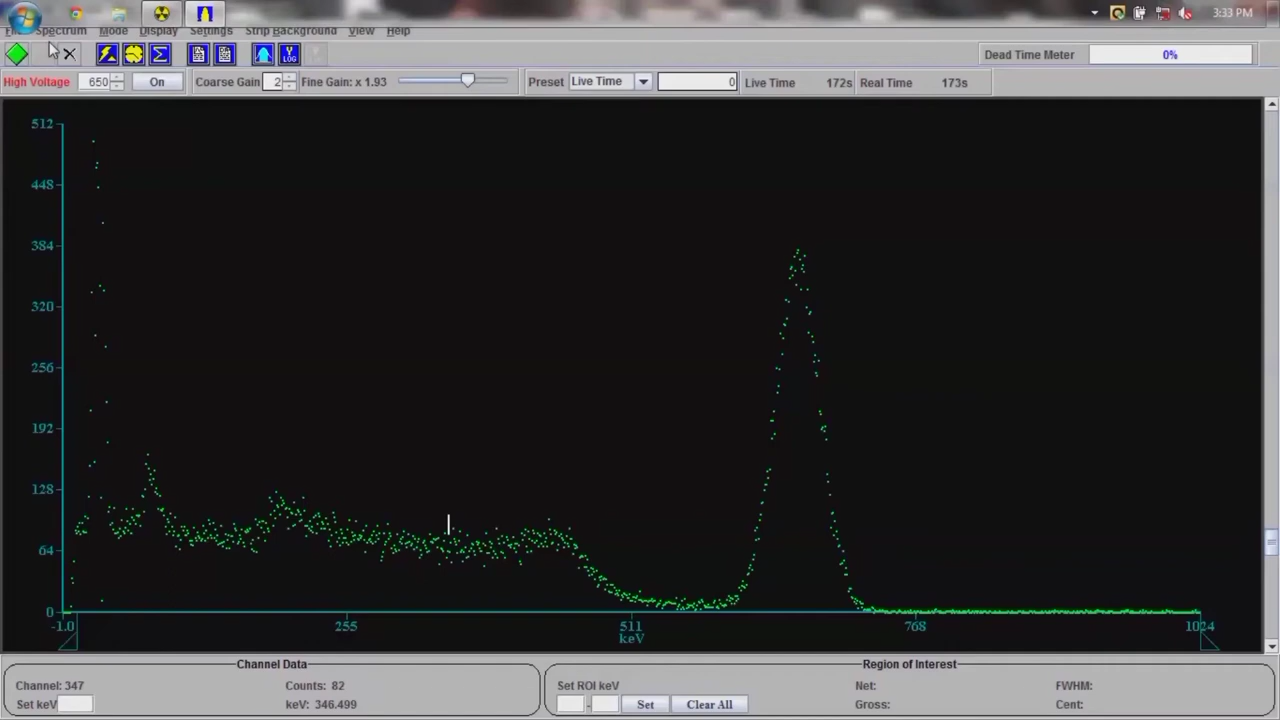 3:33 PM
Spectrum Mode Display Settings Strip Background View Help
Dead Time Meter 0%
High Voltage 650 On Coarse Gain 2 Fine Gain: x 1.93 Preset Live Time 0 Live Time 172s Real Time 173s
512
448
384
320
256
192
128
64
0
-1.0 255 511 768 1024
keV
Channel Data
Channel: 347 Counts: 82
Set keV keV: 346.499
Region of Interest
Set ROI keV Net: FWHM:
- Set Clear All Gross: Cent: